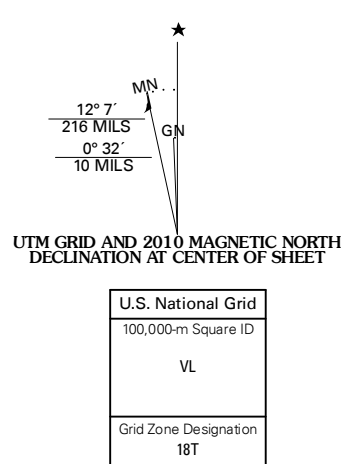 ★
MN
12° 7´
216 MILS
GN
0° 32´
10 MILS
UTM GRID AND 2010 MAGNETIC NORTH
DECLINATION AT CENTER OF SHEET
U.S. National Grid
100,000-m Square ID
VL
Grid Zone Designation
18T